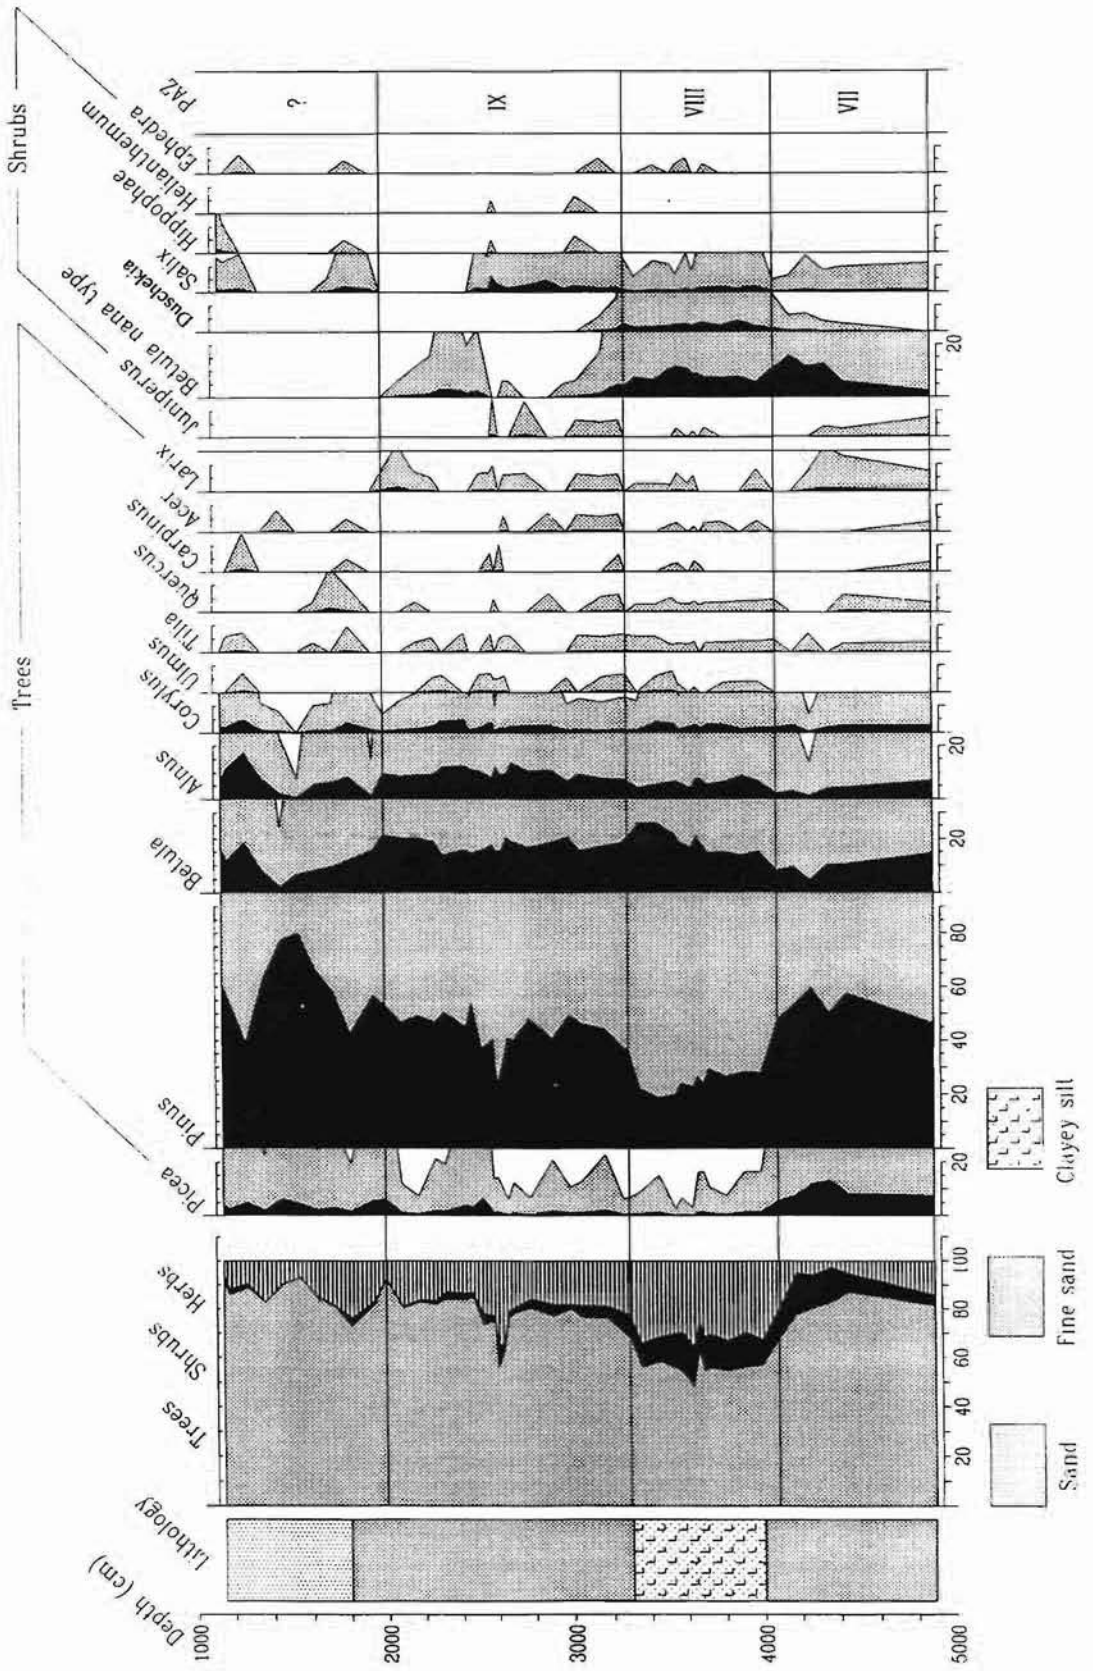 Trees
Shrubs
Depth (cm)
Lithology
Trees
Shrubs
Herbs
Picea
Pinus
Betula
Alnus
Corylus
Ulmus
Tilia
Quercus
Carpinus
Acer
Larix
Juniperus
Betula nana type
Duschekia
Salix
Hippophae
Helianthemum
Ephedra
PAZ
?
IX
VIII
VII
1000
2000
3000
4000
5000
20
40
60
80
100
20
20
40
60
80
20
20
20
Sand
Fine sand
Clayey silt